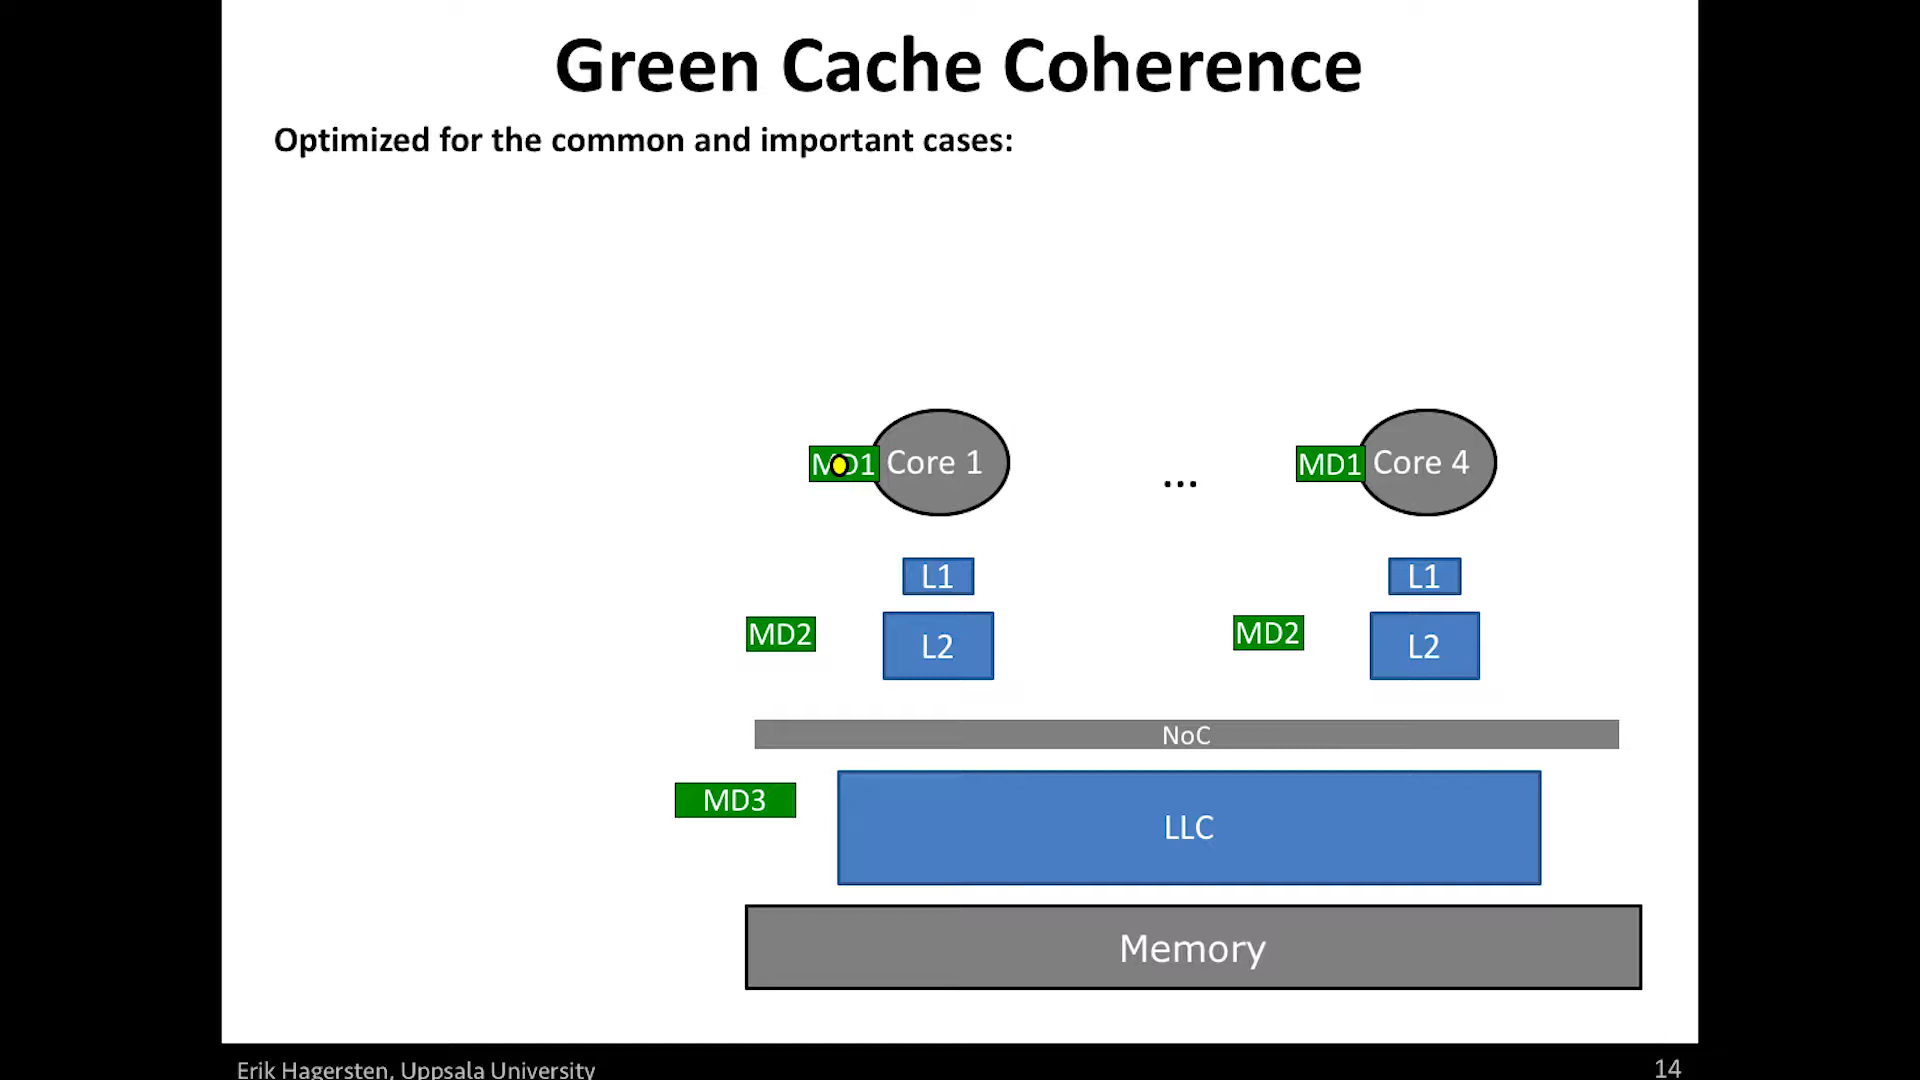 Green Cache Coherence
Optimized for the common and important cases:
MD1 Core 1 ... MD1 Core 4
L1 L1
MD2 L2 MD2 L2
NoC
MD3 LLC
Memory
Erik Hagersten, Uppsala University 14